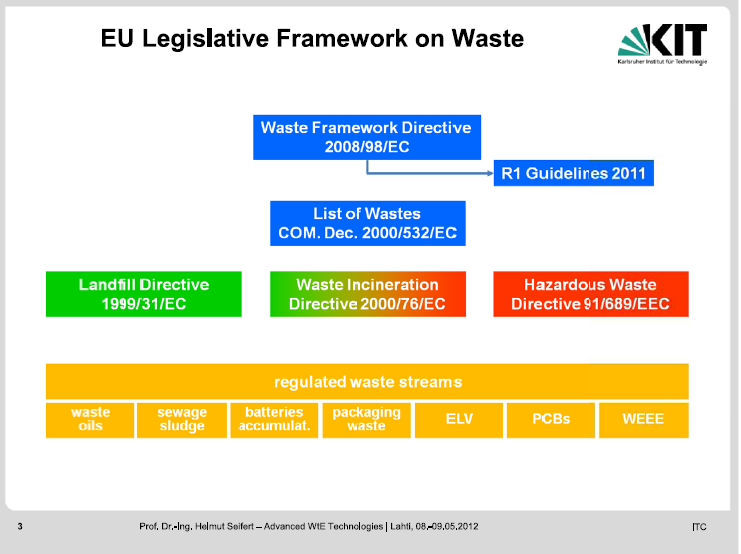 EU Legislative Framework on Waste
KIT
Karlsruher Institut für Technologie
Waste Framework Directive
2008/98/EC
R1 Guidelines 2011
List of Wastes
COM. Dec. 2000/532/EC
Landfill Directive
1999/31/EC
Waste Incineration
Directive 2000/76/EC
Hazardous Waste
Directive 91/689/EEC
regulated waste streams
waste
oils
sewage
sludge
batteries
accumulat.
packaging
waste
ELV
PCBs
WEEE
3
Prof. Dr.-Ing. Helmut Seifert – Advanced WtE Technologies | Lahti, 08.-09.05.2012
ITC